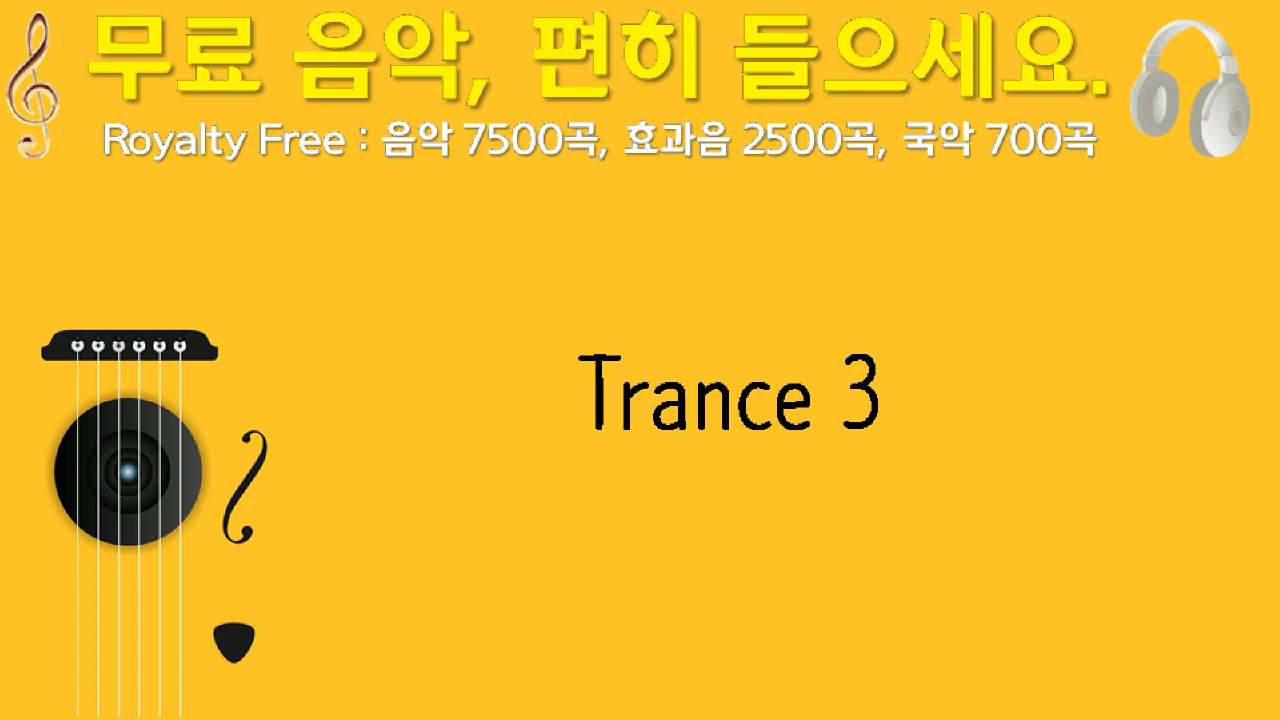 무료 음악, 편히 들으세요.
Royalty Free : 음악 7500곡, 효과음 2500곡, 국악 700곡
Trance 3